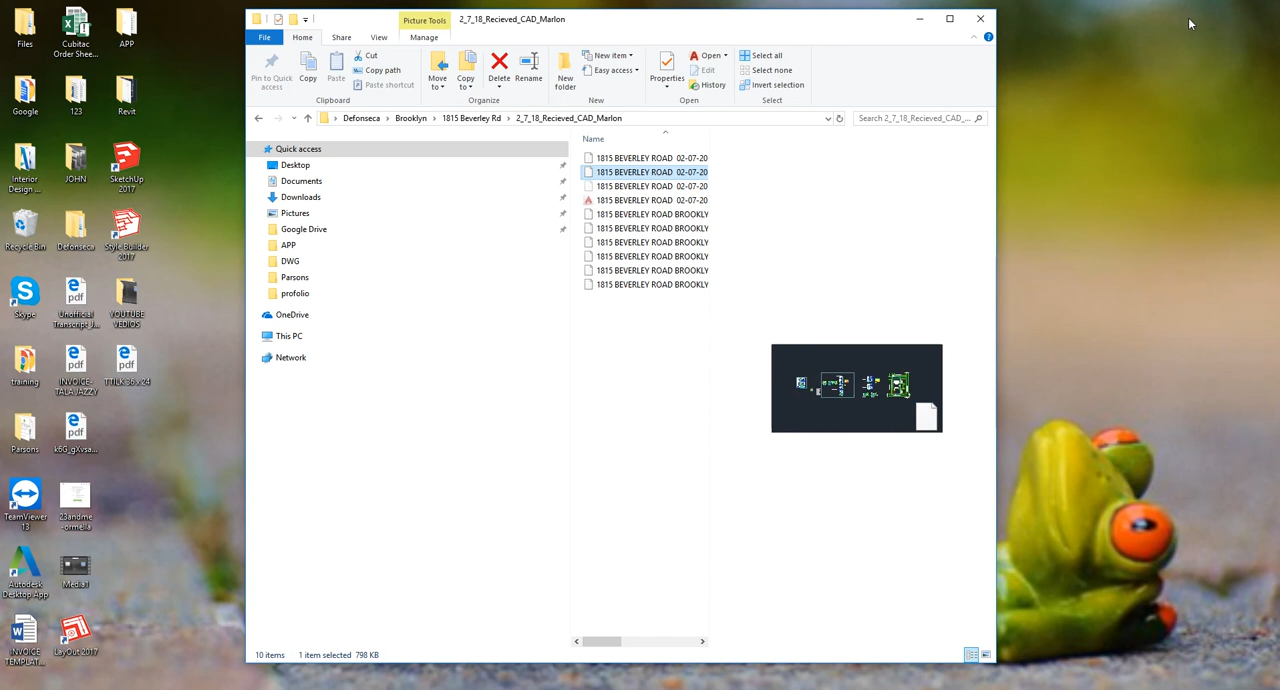 Files
Cubitac Order Shee...
APP
Google
123
Revit
Interior Design ...
JOHN
SketchUp 2017
Recycle Bin
Defonseca
Style Builder 2017
Skype
pdf
Unofficial Transcript_J...
YOUTUBE VEDIOS
training
pdf
INVOICE-TALA JAZZY
pdf
TTILK 36 x 24
Parsons
pdf
k6G_gXvsa...
TeamViewer 13
23andme-ormella
Autodesk Desktop App
Media1
INVOICE TEMPLAT...
LayOut 2017
Picture Tools
2_7_18_Recieved_CAD_Marlon
File
Home
Share
View
Manage
Pin to Quick access
Copy
Paste
Cut
Copy path
Paste shortcut
Clipboard
Move to
Copy to
Delete
Rename
Organize
New folder
New item
Easy access
New
Properties
Open
Edit
History
Open
Select all
Select none
Invert selection
Select
Defonseca > Brooklyn > 1815 Beverley Rd > 2_7_18_Recieved_CAD_Marlon
Search 2_7_18_Recieved_CAD_...
Quick access
Desktop
Documents
Downloads
Pictures
Google Drive
APP
DWG
Parsons
profolio
OneDrive
This PC
Network
Name
1815 BEVERLEY ROAD 02-07-20
1815 BEVERLEY ROAD 02-07-20
1815 BEVERLEY ROAD 02-07-20
1815 BEVERLEY ROAD 02-07-20
1815 BEVERLEY ROAD BROOKLY
1815 BEVERLEY ROAD BROOKLY
1815 BEVERLEY ROAD BROOKLY
1815 BEVERLEY ROAD BROOKLY
1815 BEVERLEY ROAD BROOKLY
1815 BEVERLEY ROAD BROOKLY
10 items
1 item selected 798 KB